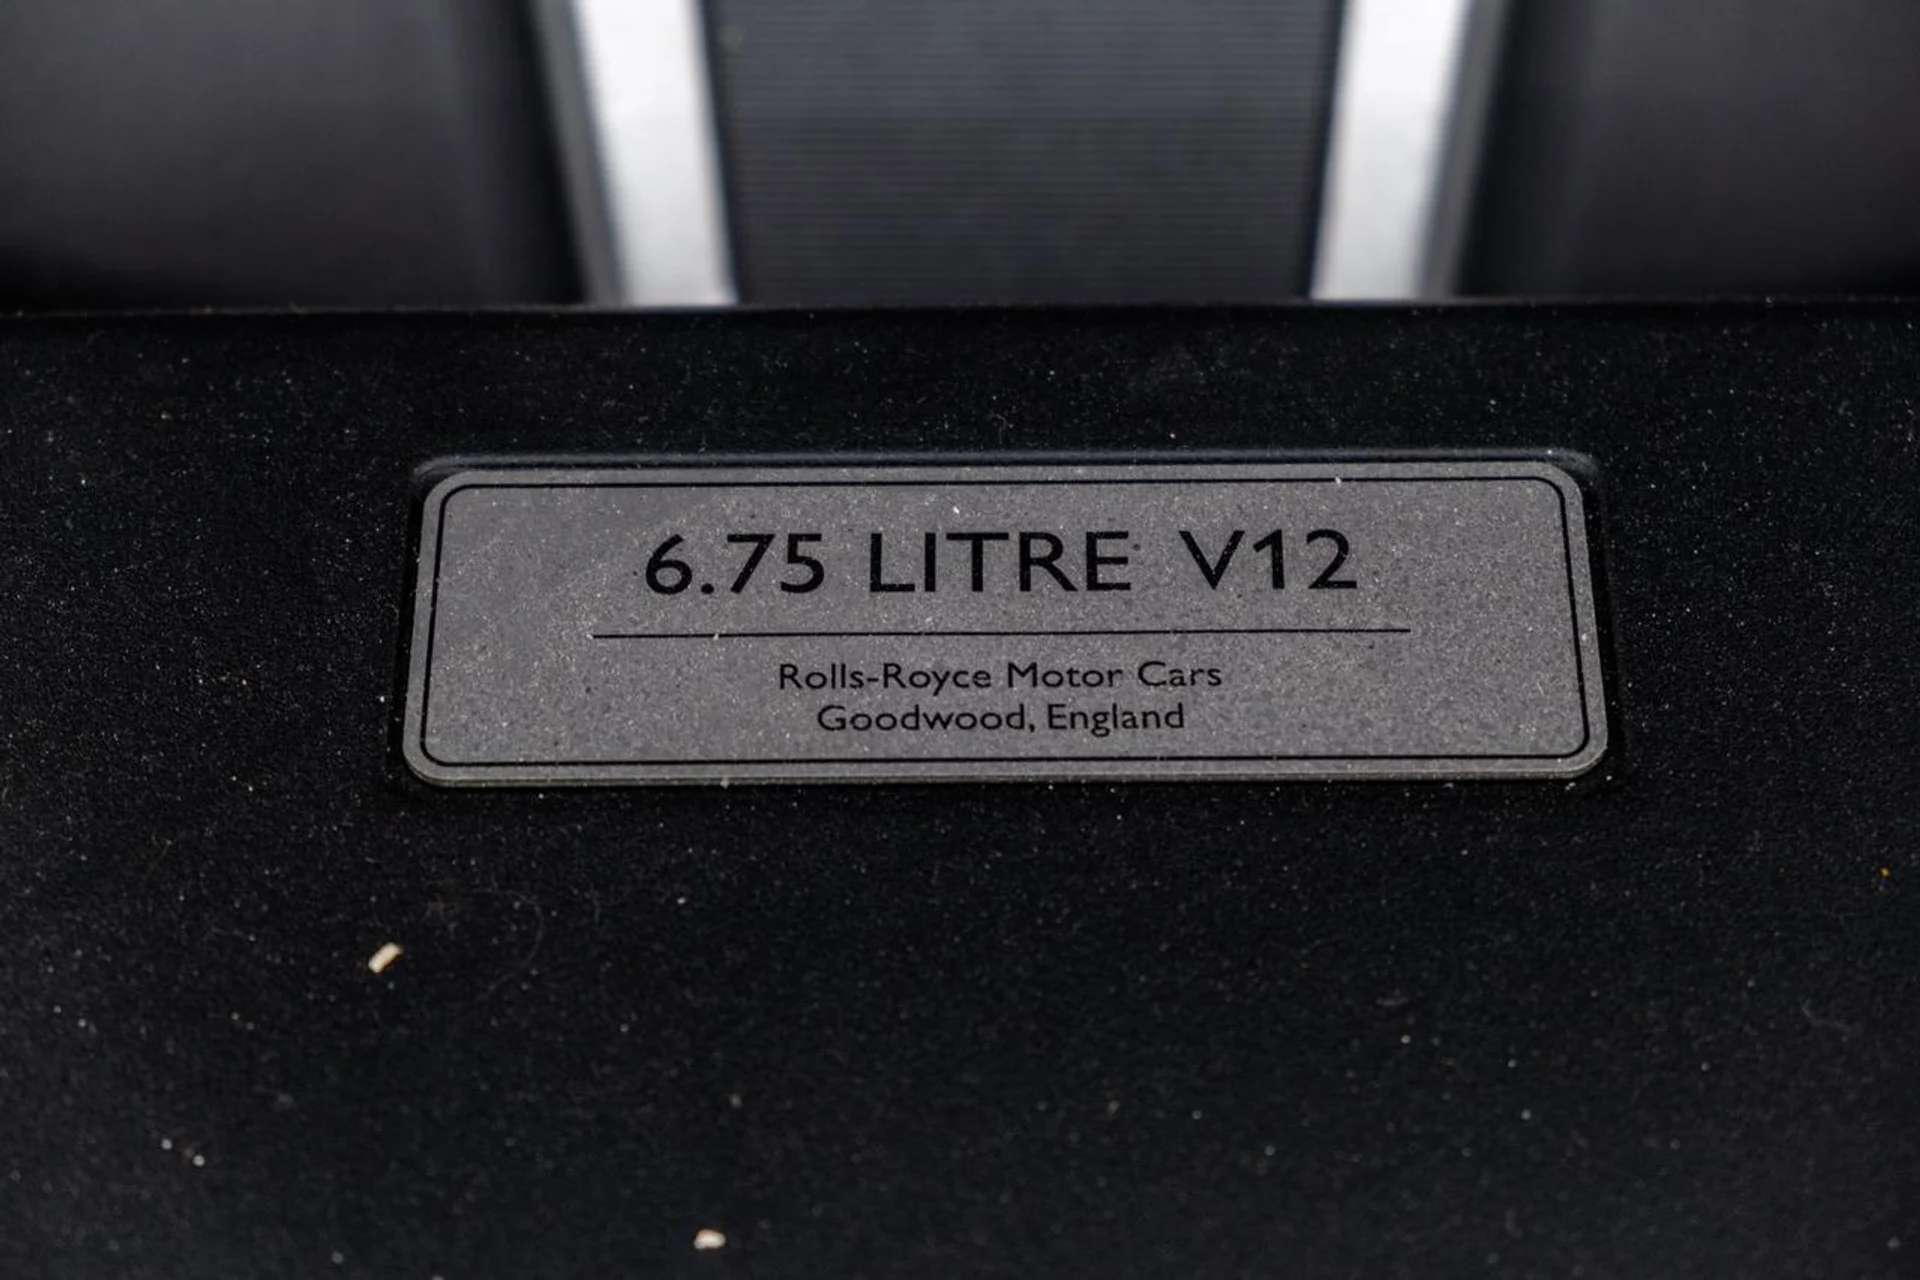 6.75 LITRE V12
Rolls-Royce Motor Cars
Goodwood, England